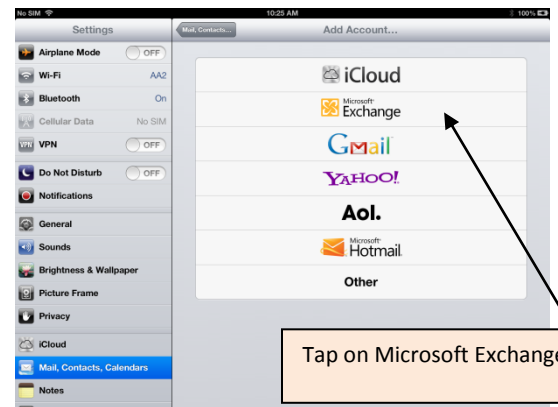 No SIM 10:25 AM 100%
Settings
Mail, Contacts... Add Account...
Airplane Mode OFF
Wi-Fi AA2
Bluetooth On
Cellular Data No SIM
VPN VPN OFF
Do Not Disturb OFF
Notifications
General
Sounds
Brightness & Wallpaper
Picture Frame
Privacy
iCloud
Mail, Contacts, Calendars
Notes
iCloud
Microsoft
Exchange
Gmail
YAHOO!
Aol.
Microsoft
Hotmail
Other
Tap on Microsoft Exchange